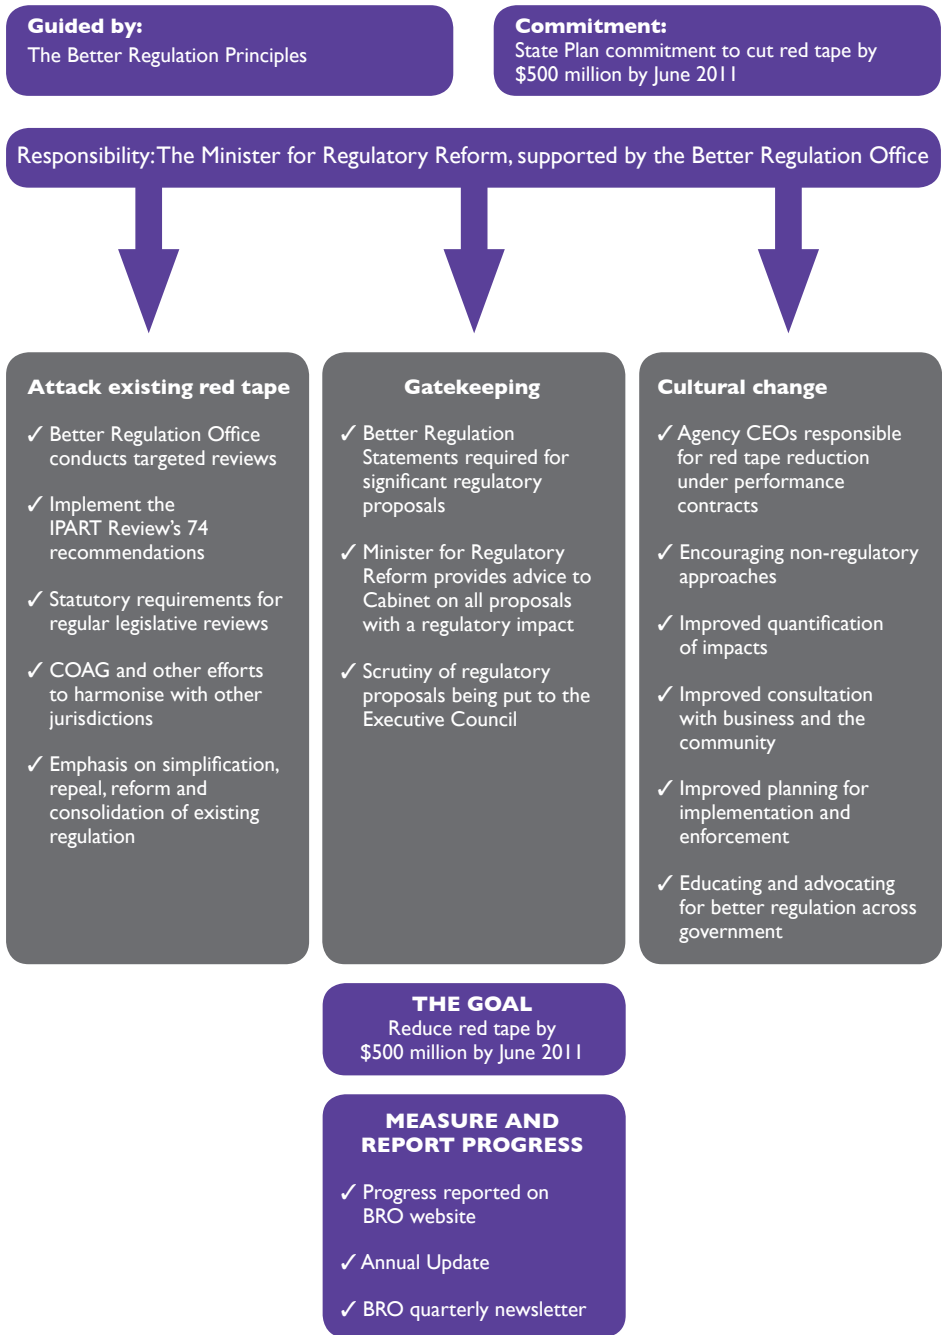 Guided by:
The Better Regulation Principles
Commitment:
State Plan commitment to cut red tape by
$500 million by June 2011
Responsibility: The Minister for Regulatory Reform, supported by the Better Regulation Office
Attack existing red tape
✓ Better Regulation Office
conducts targeted reviews
✓ Implement the
IPART Review's 74
recommendations
✓ Statutory requirements for
regular legislative reviews
✓ COAG and other efforts
to harmonise with other
jurisdictions
✓ Emphasis on simplification,
repeal, reform and
consolidation of existing
regulation
Gatekeeping
✓ Better Regulation
Statements required for
significant regulatory
proposals
✓ Minister for Regulatory
Reform provides advice to
Cabinet on all proposals
with a regulatory impact
✓ Scrutiny of regulatory
proposals being put to the
Executive Council
Cultural change
✓ Agency CEOs responsible
for red tape reduction
under performance
contracts
✓ Encouraging non-regulatory
approaches
✓ Improved quantification
of impacts
✓ Improved consultation
with business and the
community
✓ Improved planning for
implementation and
enforcement
✓ Educating and advocating
for better regulation across
government
THE GOAL
Reduce red tape by
$500 million by June 2011
MEASURE AND
REPORT PROGRESS
✓ Progress reported on
BRO website
✓ Annual Update
✓ BRO quarterly newsletter